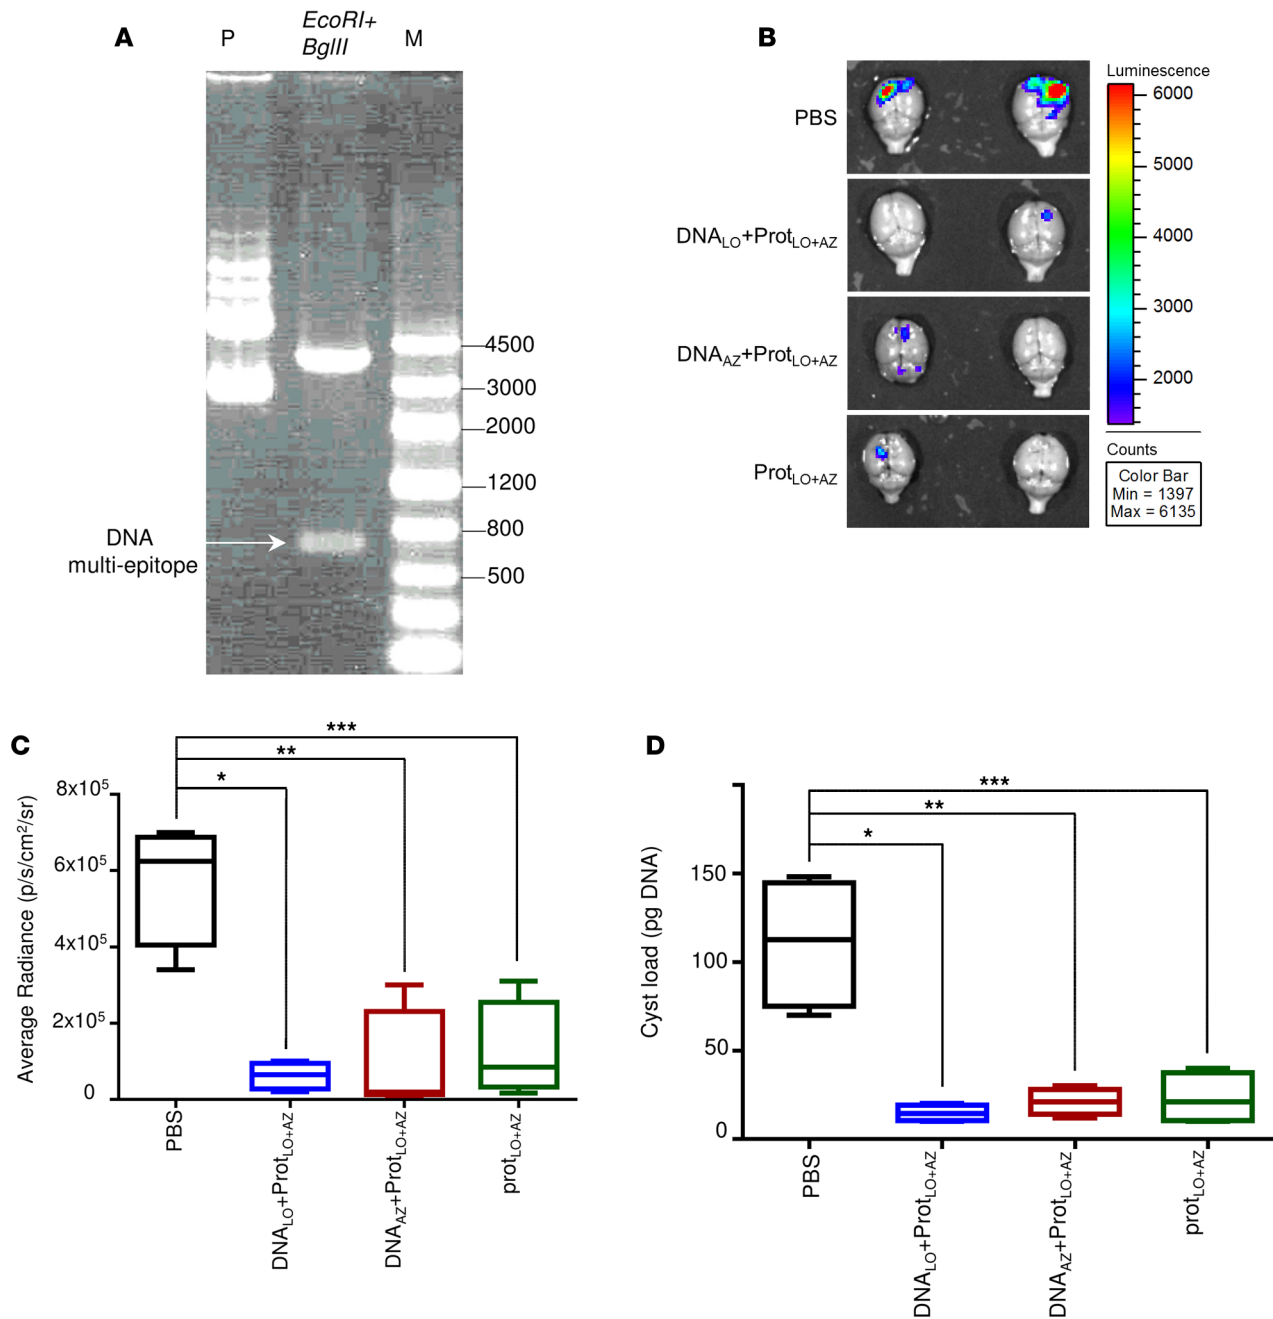 A
P
EcoRI+
BglII
M
4500
3000
2000
1200
800
500
DNA
multi-epitope
B
PBS
DNALO+ProtLO+AZ
DNAAZ+ProtLO+AZ
ProtLO+AZ
Luminescence
6000
5000
4000
3000
2000
Counts
Color Bar
Min = 1397
Max = 6135
C
***
**
*
Average Radiance (p/s/cm²/sr)
8x10⁵
6x10⁵
4x10⁵
2x10⁵
0
PBS
DNALO+ProtLO+AZ
DNAAZ+ProtLO+AZ
protLO+AZ
D
***
**
*
Cyst load (pg DNA)
150
100
50
0
PBS
DNALO+ProtLO+AZ
DNAAZ+ProtLO+AZ
protLO+AZ